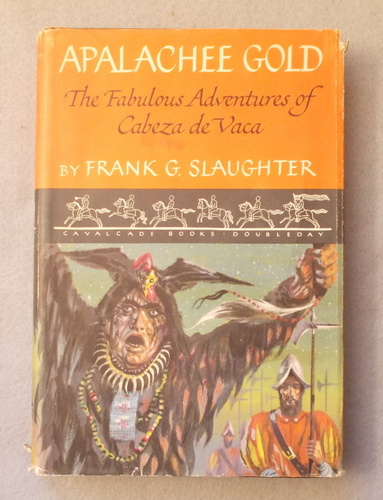 APALACHEE GOLD
The Fabulous Adventures of
Cabeza de Vaca
BY FRANK G. SLAUGHTER
CAVALCADE BOOKS · DOUBLEDAY